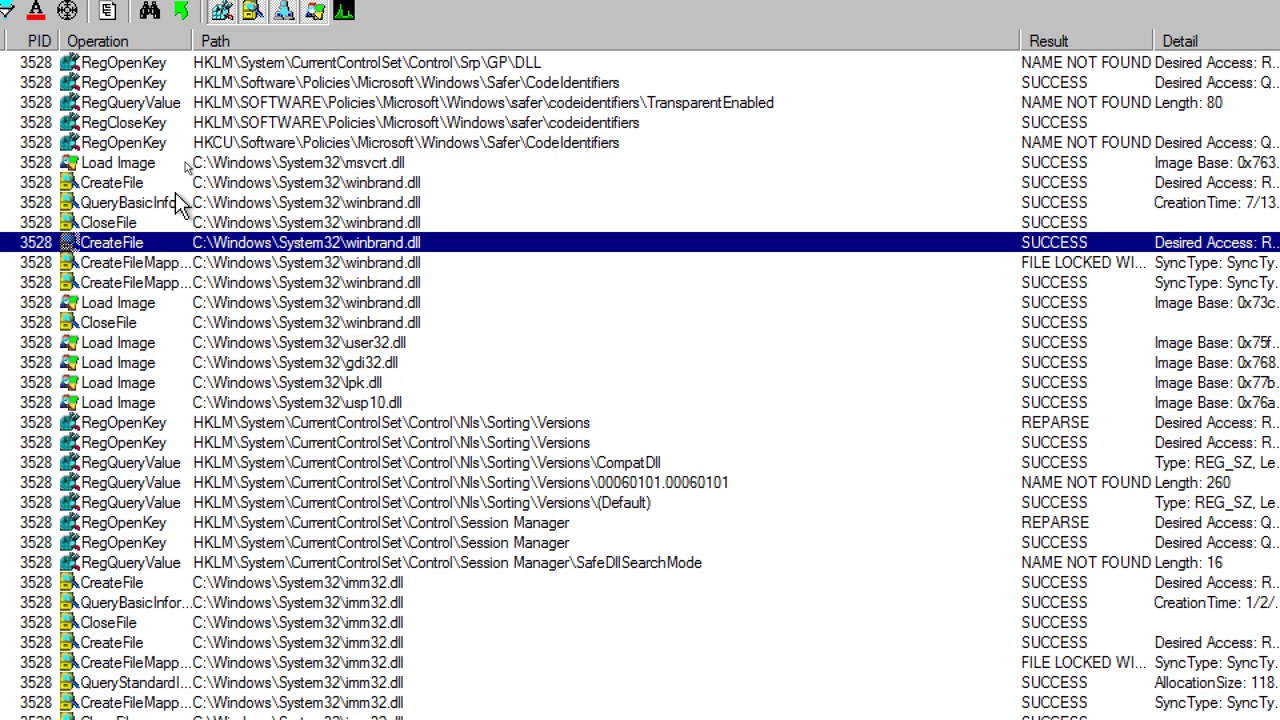 PID Operation Path Result Detail
3528 RegOpenKey HKLM\System\CurrentControlSet\Control\Srp\GP\DLL NAME NOT FOUND Desired Access: R...
3528 RegOpenKey HKLM\Software\Policies\Microsoft\Windows\Safer\CodeIdentifiers SUCCESS Desired Access: Q...
3528 RegQueryValue HKLM\SOFTWARE\Policies\Microsoft\Windows\safer\codeidentifiers\TransparentEnabled NAME NOT FOUND Length: 80
3528 RegCloseKey HKLM\SOFTWARE\Policies\Microsoft\Windows\safer\codeidentifiers SUCCESS
3528 RegOpenKey HKCU\Software\Policies\Microsoft\Windows\Safer\CodeIdentifiers NAME NOT FOUND Desired Access: Q...
3528 Load Image C:\Windows\System32\msvcrt.dll SUCCESS Image Base: 0x763...
3528 CreateFile C:\Windows\System32\winbrand.dll SUCCESS Desired Access: R...
3528 QueryBasicInfo C:\Windows\System32\winbrand.dll SUCCESS CreationTime: 7/13...
3528 CloseFile C:\Windows\System32\winbrand.dll SUCCESS
3528 CreateFile C:\Windows\System32\winbrand.dll SUCCESS Desired Access: R...
3528 CreateFileMapp... C:\Windows\System32\winbrand.dll FILE LOCKED WI... SyncType: SyncTy...
3528 CreateFileMapp... C:\Windows\System32\winbrand.dll SUCCESS SyncType: SyncTy...
3528 Load Image C:\Windows\System32\winbrand.dll SUCCESS Image Base: 0x73c...
3528 CloseFile C:\Windows\System32\winbrand.dll SUCCESS
3528 Load Image C:\Windows\System32\user32.dll SUCCESS Image Base: 0x75f...
3528 Load Image C:\Windows\System32\gdi32.dll SUCCESS Image Base: 0x768...
3528 Load Image C:\Windows\System32\lpk.dll SUCCESS Image Base: 0x77b...
3528 Load Image C:\Windows\System32\usp10.dll SUCCESS Image Base: 0x76a...
3528 RegOpenKey HKLM\System\CurrentControlSet\Control\Nls\Sorting\Versions REPARSE Desired Access: R...
3528 RegOpenKey HKLM\System\CurrentControlSet\Control\Nls\Sorting\Versions SUCCESS Desired Access: R...
3528 RegQueryValue HKLM\System\CurrentControlSet\Control\Nls\Sorting\Versions\CompatDll SUCCESS Type: REG_SZ, Le...
3528 RegQueryValue HKLM\System\CurrentControlSet\Control\Nls\Sorting\Versions\00060101.00060101 NAME NOT FOUND Length: 260
3528 RegQueryValue HKLM\System\CurrentControlSet\Control\Nls\Sorting\Versions\(Default) SUCCESS Type: REG_SZ, Le...
3528 RegOpenKey HKLM\System\CurrentControlSet\Control\Session Manager REPARSE Desired Access: Q...
3528 RegOpenKey HKLM\System\CurrentControlSet\Control\Session Manager SUCCESS Desired Access: Q...
3528 RegQueryValue HKLM\System\CurrentControlSet\Control\Session Manager\SafeDllSearchMode NAME NOT FOUND Length: 16
3528 CreateFile C:\Windows\System32\imm32.dll SUCCESS Desired Access: R...
3528 QueryBasicInfor... C:\Windows\System32\imm32.dll SUCCESS CreationTime: 1/2/...
3528 CloseFile C:\Windows\System32\imm32.dll SUCCESS
3528 CreateFile C:\Windows\System32\imm32.dll SUCCESS Desired Access: R...
3528 CreateFileMapp... C:\Windows\System32\imm32.dll FILE LOCKED WI... SyncType: SyncTy...
3528 QueryStandardI... C:\Windows\System32\imm32.dll SUCCESS AllocationSize: 118...
3528 CreateFileMapp... C:\Windows\System32\imm32.dll SUCCESS SyncType: SyncTy...